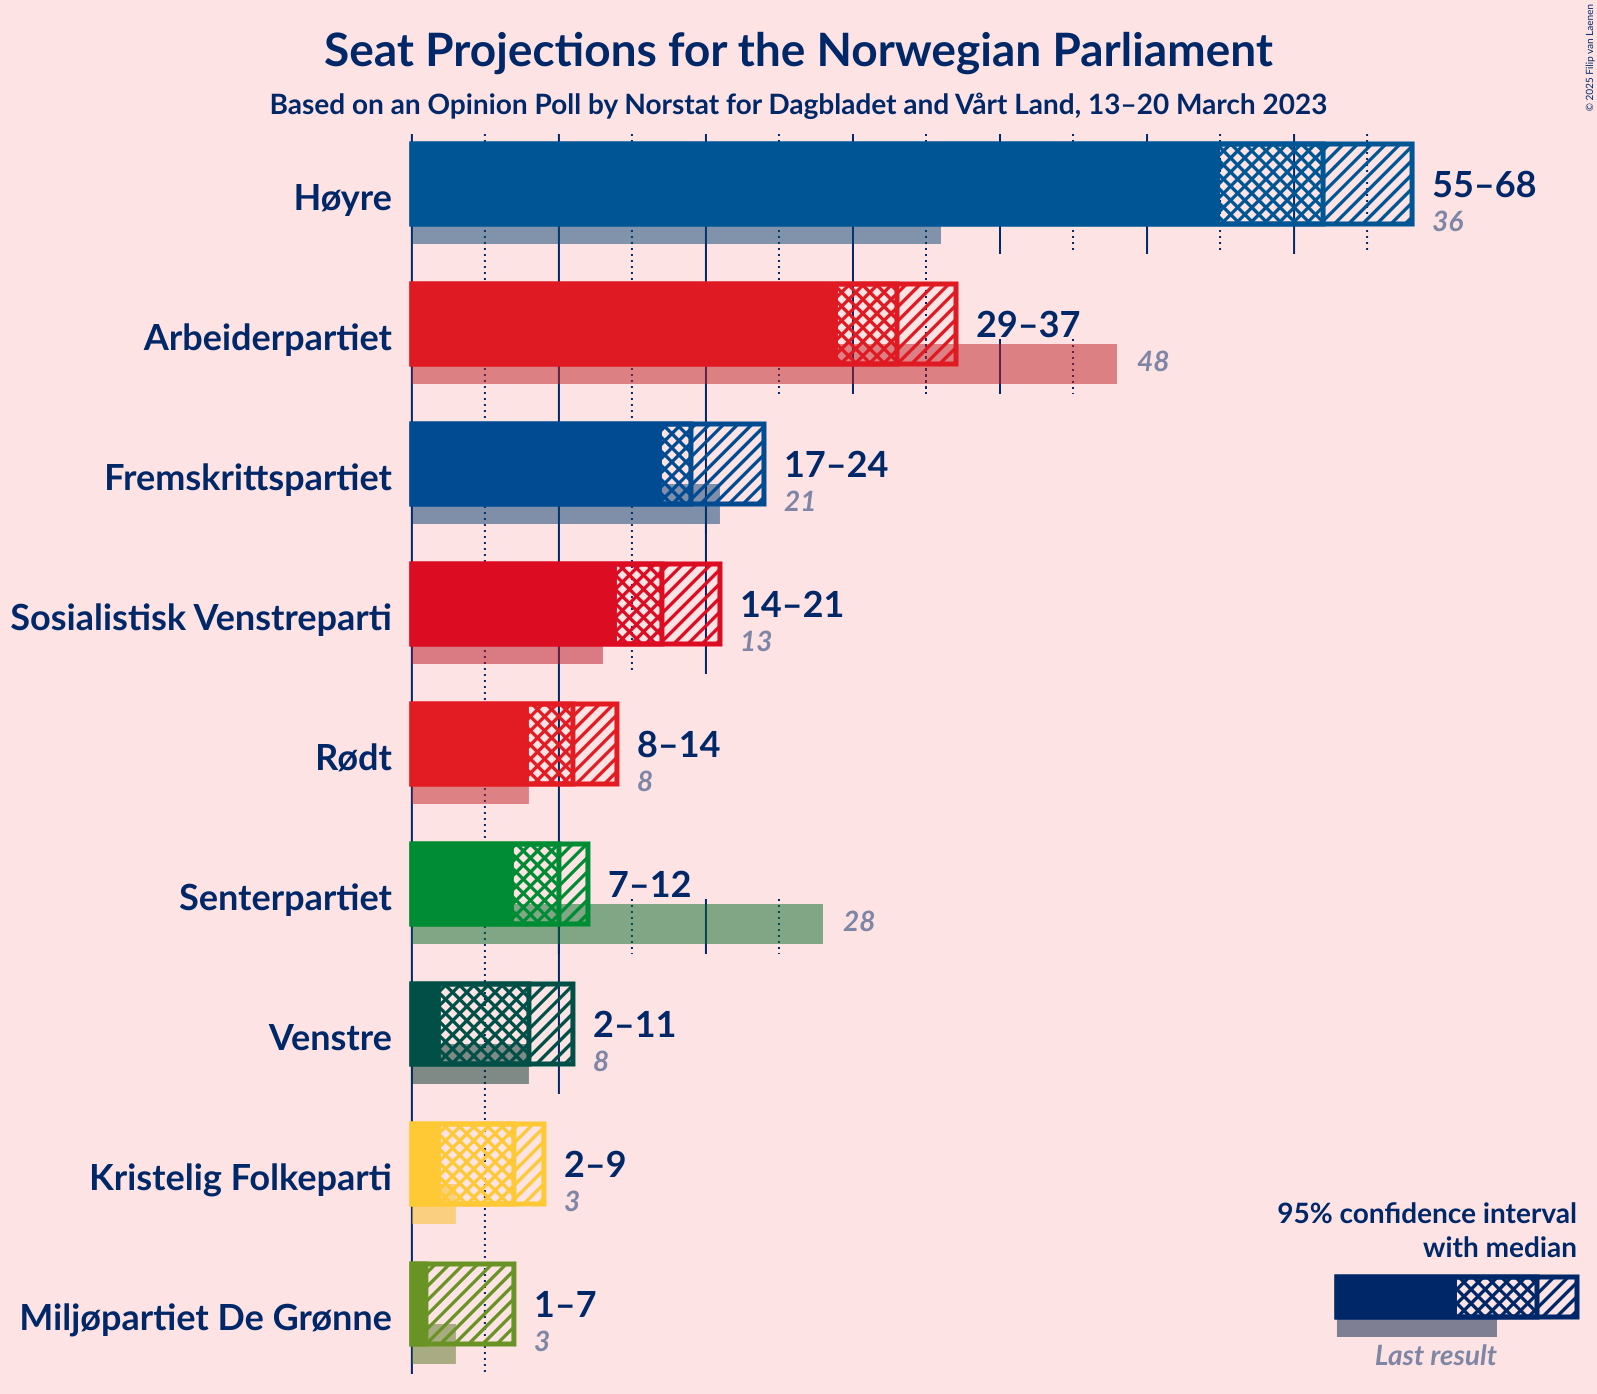 Seat Projections for the Norwegian Parliament
Based on an Opinion Poll by Norstat for Dagbladet and Vårt Land, 13–20 March 2023
© 2025 Filip van Laenen
Høyre
55–68
36
Arbeiderpartiet
29–37
48
Fremskrittspartiet
17–24
21
Sosialistisk Venstreparti
14–21
13
Rødt
8–14
8
Senterpartiet
7–12
28
Venstre
2–11
8
Kristelig Folkeparti
2–9
3
Miljøpartiet De Grønne
1–7
3
95% confidence interval
with median
Last result